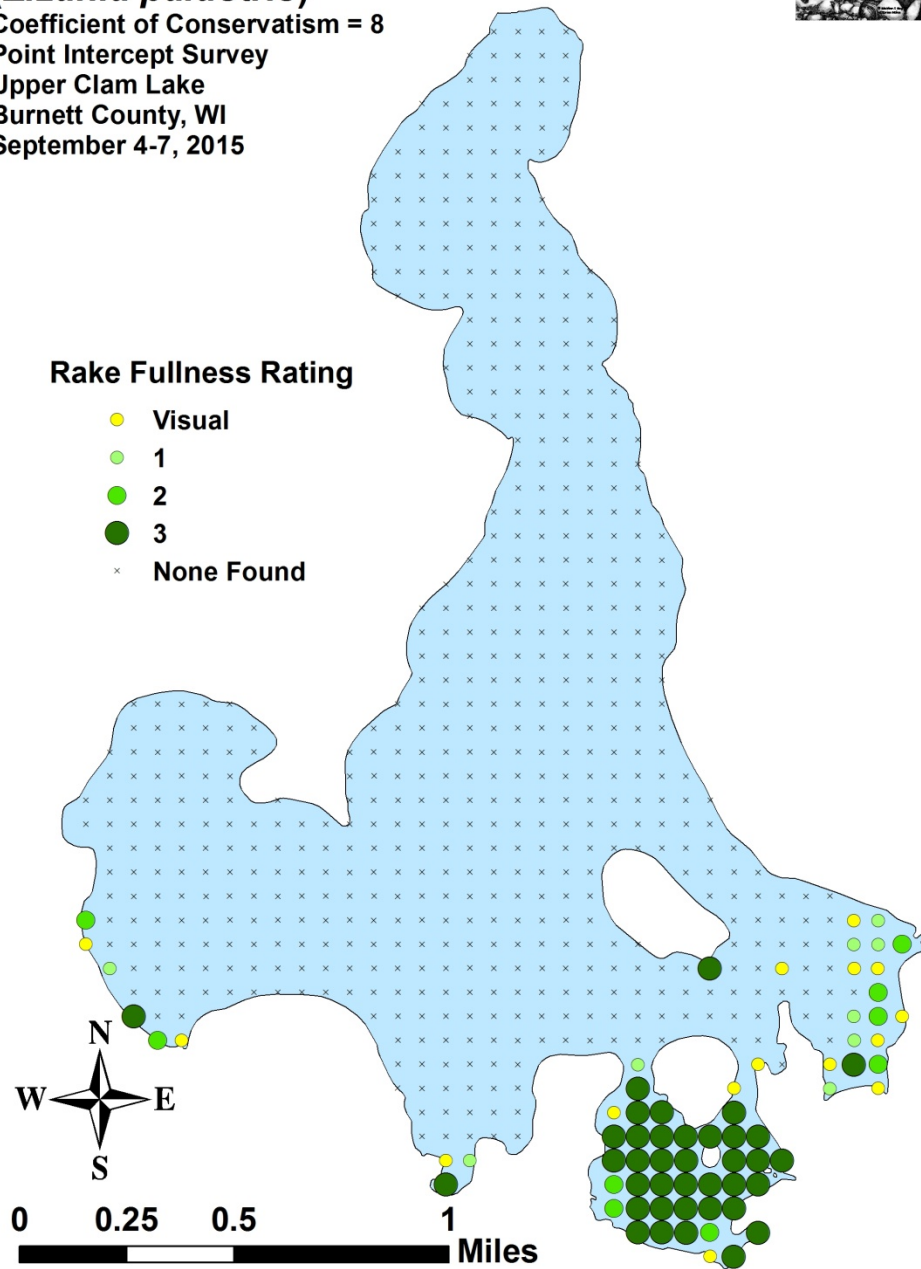 Coefficient of Conservatism = 8
Point Intercept Survey
Upper Clam Lake
Burnett County, WI
September 4-7, 2015
Rake Fullness Rating
Visual
1
2
3
None Found
N
W E
S
0 0.25 0.5 1
Miles